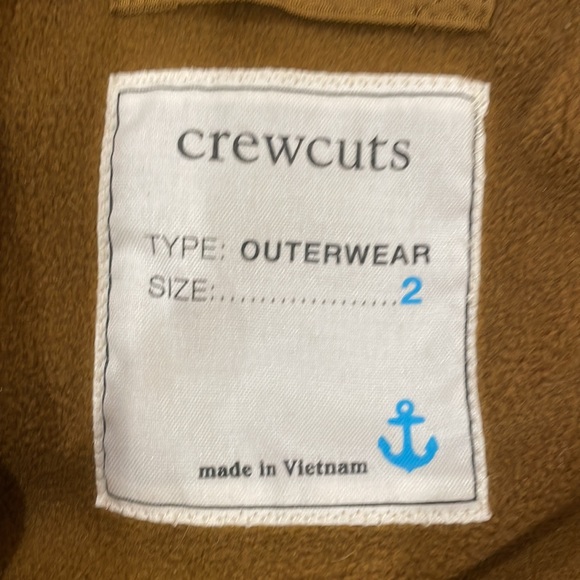 crewcuts
TYPE: OUTERWEAR
SIZE:......................2
made in Vietnam